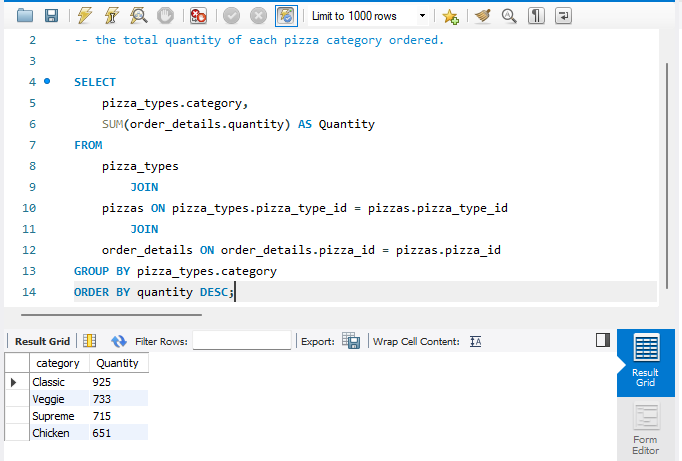 Limit to 1000 rows
2 -- the total quantity of each pizza category ordered.
3
4 SELECT
5 pizza_types.category,
6 SUM(order_details.quantity) AS Quantity
7 FROM
8 pizza_types
9 JOIN
10 pizzas ON pizza_types.pizza_type_id = pizzas.pizza_type_id
11 JOIN
12 order_details ON order_details.pizza_id = pizzas.pizza_id
13 GROUP BY pizza_types.category
14 ORDER BY quantity DESC;
Result Grid Filter Rows: Export: Wrap Cell Content:
category Quantity
Classic 925
Veggie 733
Supreme 715
Chicken 651
Result
Grid
Form
Editor